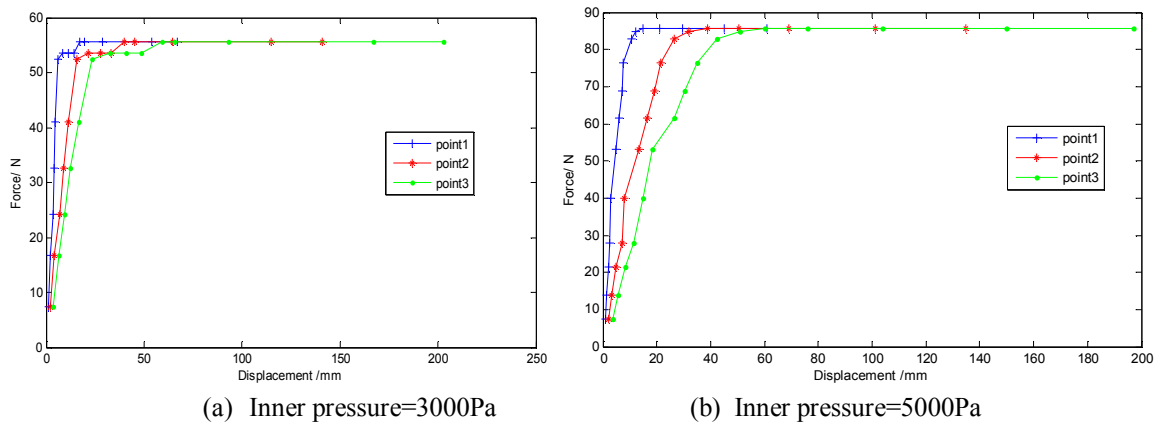 60
50
40
30
20
10
0
Force/ N
0 50 100 150 200 250
Displacement /mm
point1
point2
point3
(a) Inner pressure=3000Pa
90
80
70
60
50
40
30
20
10
0
Force/ N
0 20 40 60 80 100 120 140 160 180 200
Displacement /mm
point1
point2
point3
(b) Inner pressure=5000Pa